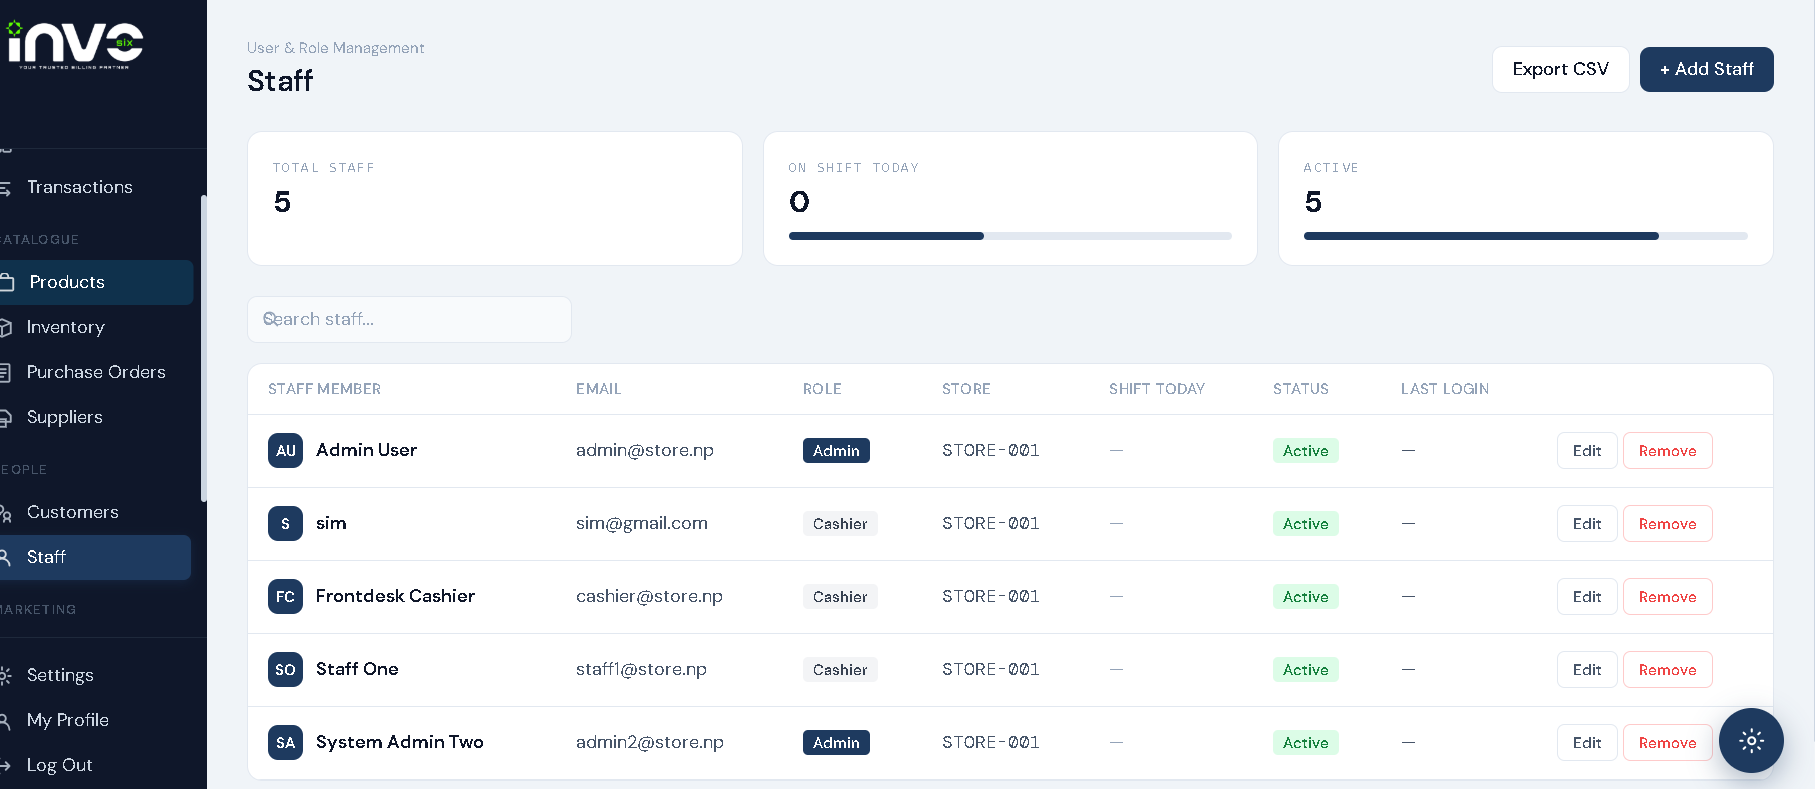 invo
six
YOUR TRUSTED BILLING PARTNER
Transactions
CATALOGUE
Products
Inventory
Purchase Orders
Suppliers
PEOPLE
Customers
Staff
MARKETING
Settings
My Profile
Log Out
User & Role Management
Staff
Export CSV
+ Add Staff
TOTAL STAFF
5
ON SHIFT TODAY
0
ACTIVE
5
Search staff...
STAFF MEMBER EMAIL ROLE STORE SHIFT TODAY STATUS LAST LOGIN
AU Admin User admin@store.np Admin STORE-001 — Active — Edit Remove
S sim sim@gmail.com Cashier STORE-001 — Active — Edit Remove
FC Frontdesk Cashier cashier@store.np Cashier STORE-001 — Active — Edit Remove
SO Staff One staff1@store.np Cashier STORE-001 — Active — Edit Remove
SA System Admin Two admin2@store.np Admin STORE-001 — Active — Edit Remove